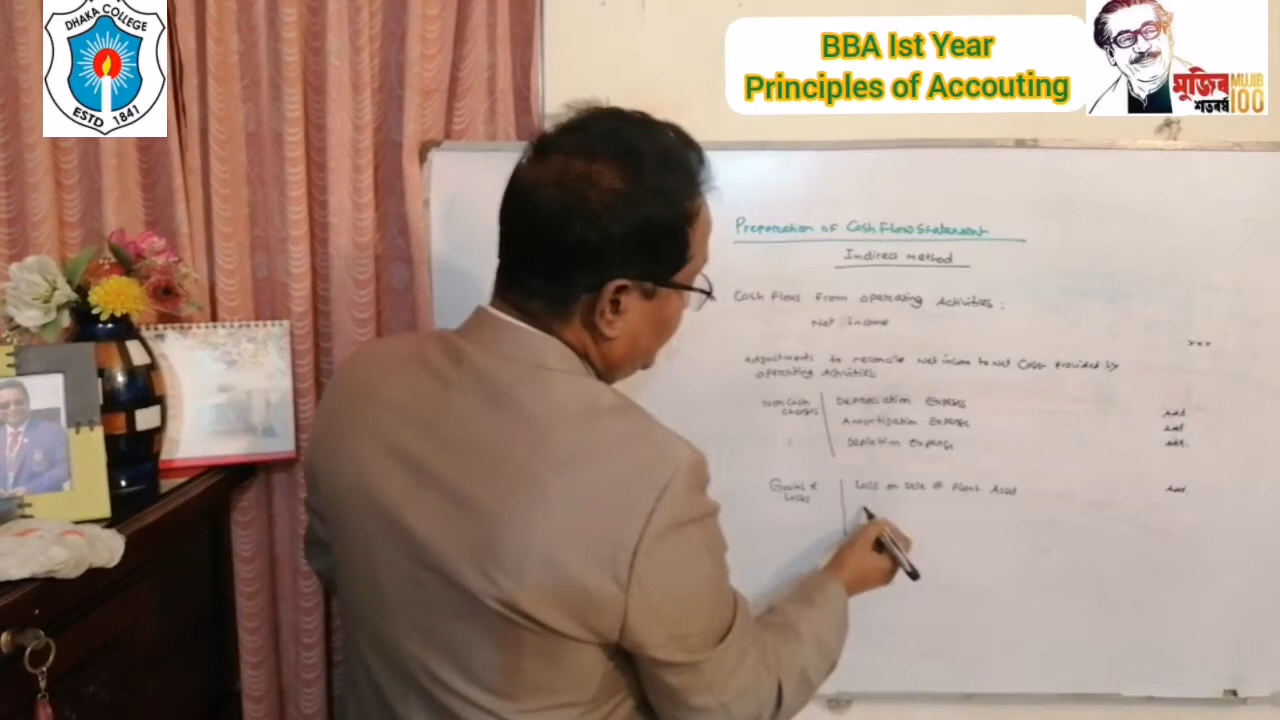 DHAKA COLLEGE
ESTD 1841
BBA Ist Year
Principles of Accouting
মুজিব
শতবর্ষ
MUJIB
100
Preparation of Cash Flow Statement
Indirect Method
Cash Flows From Operating Activities:
Net Income
xxx
Adjustments to reconcile Net income to Net Cash provided by
operating Activities:
Non Cash
charges
Depreciation Expenses
Add
Amortization Expense
Add
Depletion Expense
Add
Gains &
Losses
Loss on sale of Plant Asset
Add